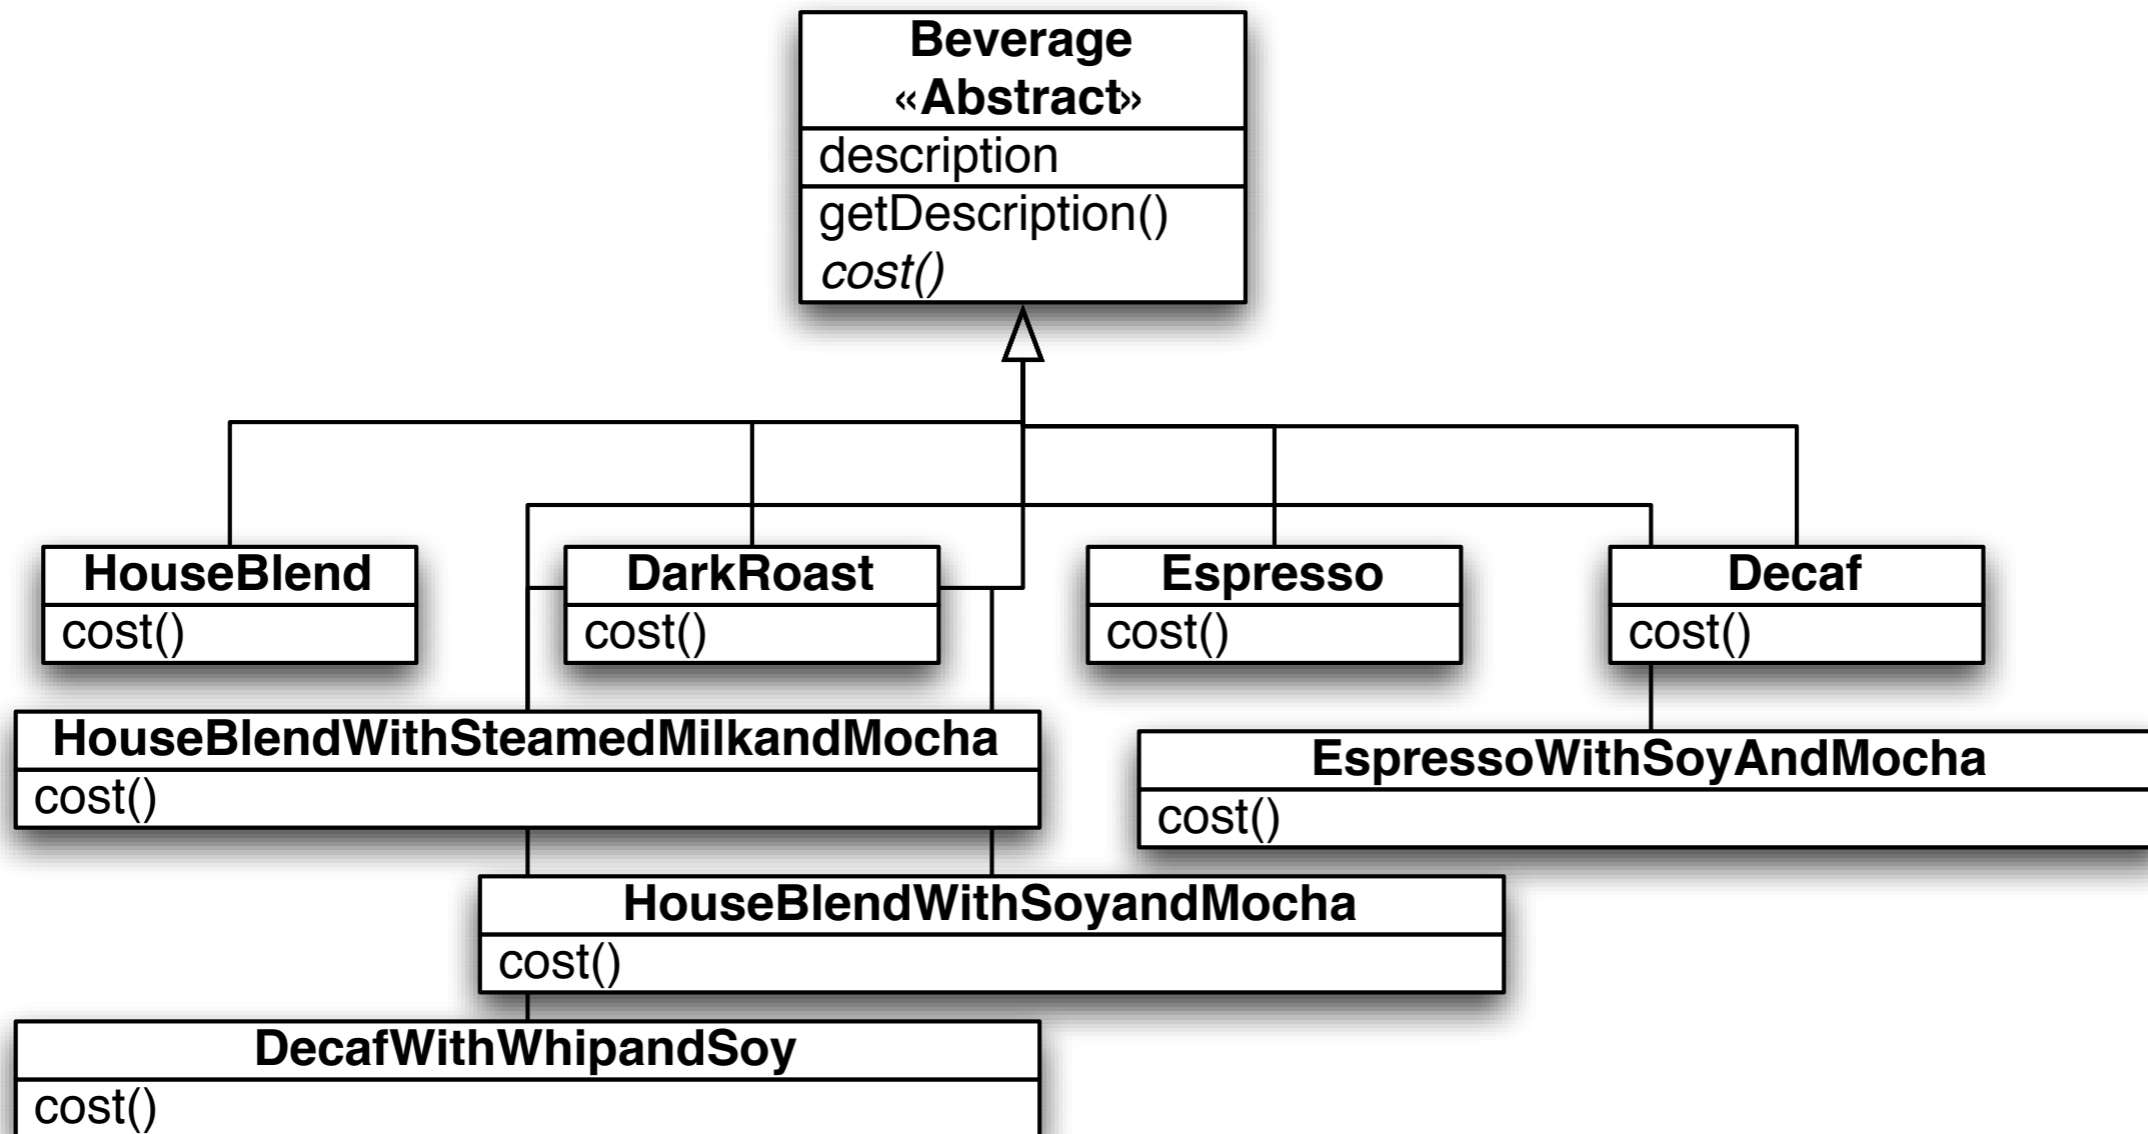 Beverage
«Abstract»
description
getDescription()
cost()
HouseBlend
cost()
DarkRoast
cost()
Espresso
cost()
Decaf
cost()
HouseBlendWithSteamedMilkandMocha
cost()
EspressoWithSoyAndMocha
cost()
HouseBlendWithSoyandMocha
cost()
DecafWithWhipandSoy
cost()